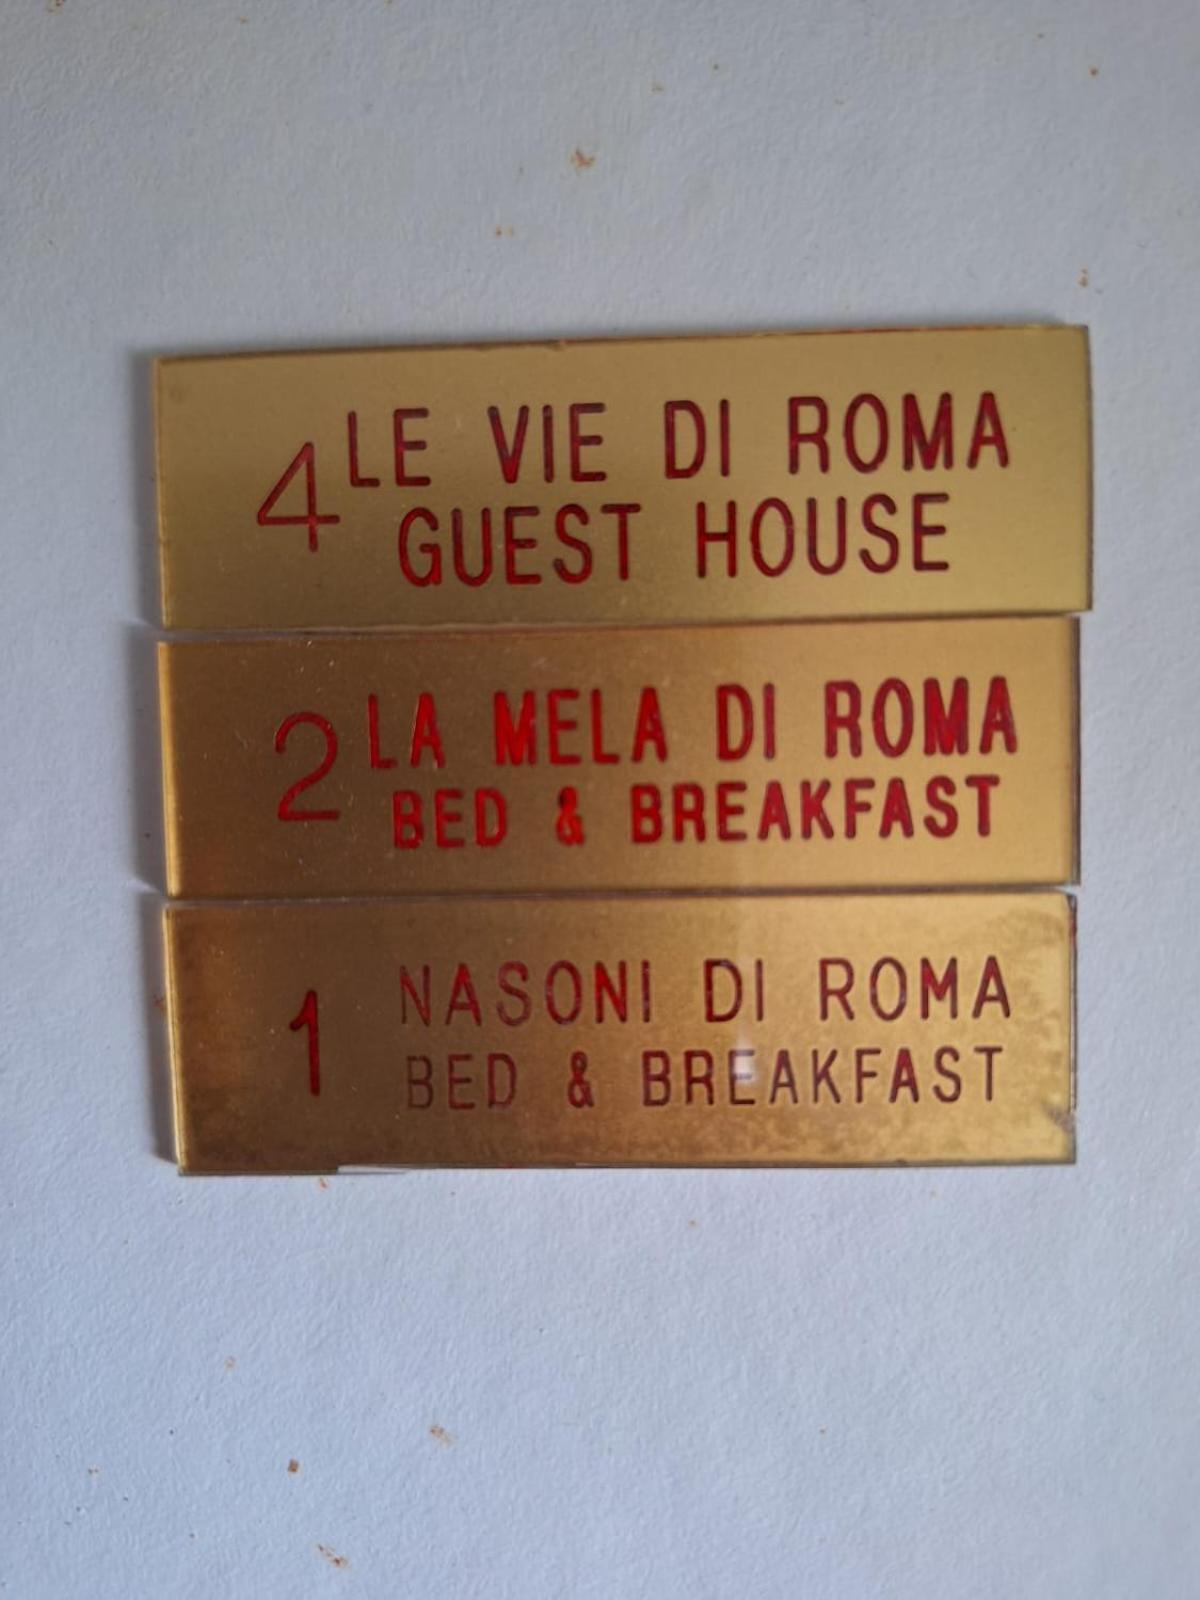 4 LE VIE DI ROMA
GUEST HOUSE
2 LA MELA DI ROMA
BED & BREAKFAST
1 NASONI DI ROMA
BED & BREAKFAST